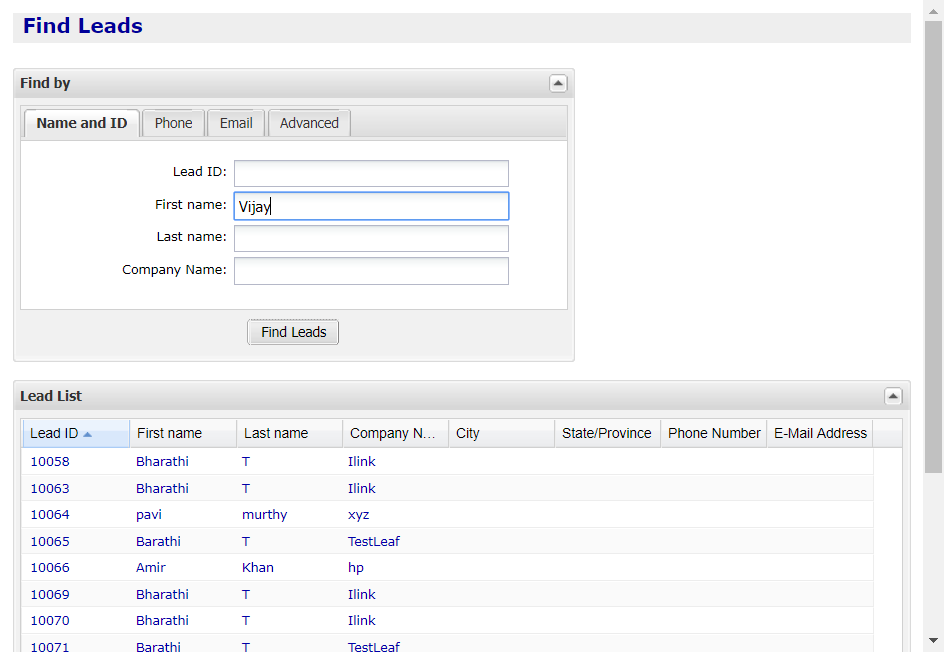 Find Leads
Find by
Name and ID Phone Email Advanced
Lead ID:
First name: Vijay
Last name:
Company Name:
Find Leads
Lead List
Lead ID First name Last name Company N... City State/Province Phone Number E-Mail Address
10058 Bharathi T Ilink
10063 Bharathi T Ilink
10064 pavi murthy xyz
10065 Barathi T TestLeaf
10066 Amir Khan hp
10069 Bharathi T Ilink
10070 Bharathi T Ilink
10071 Barathi T TestLeaf